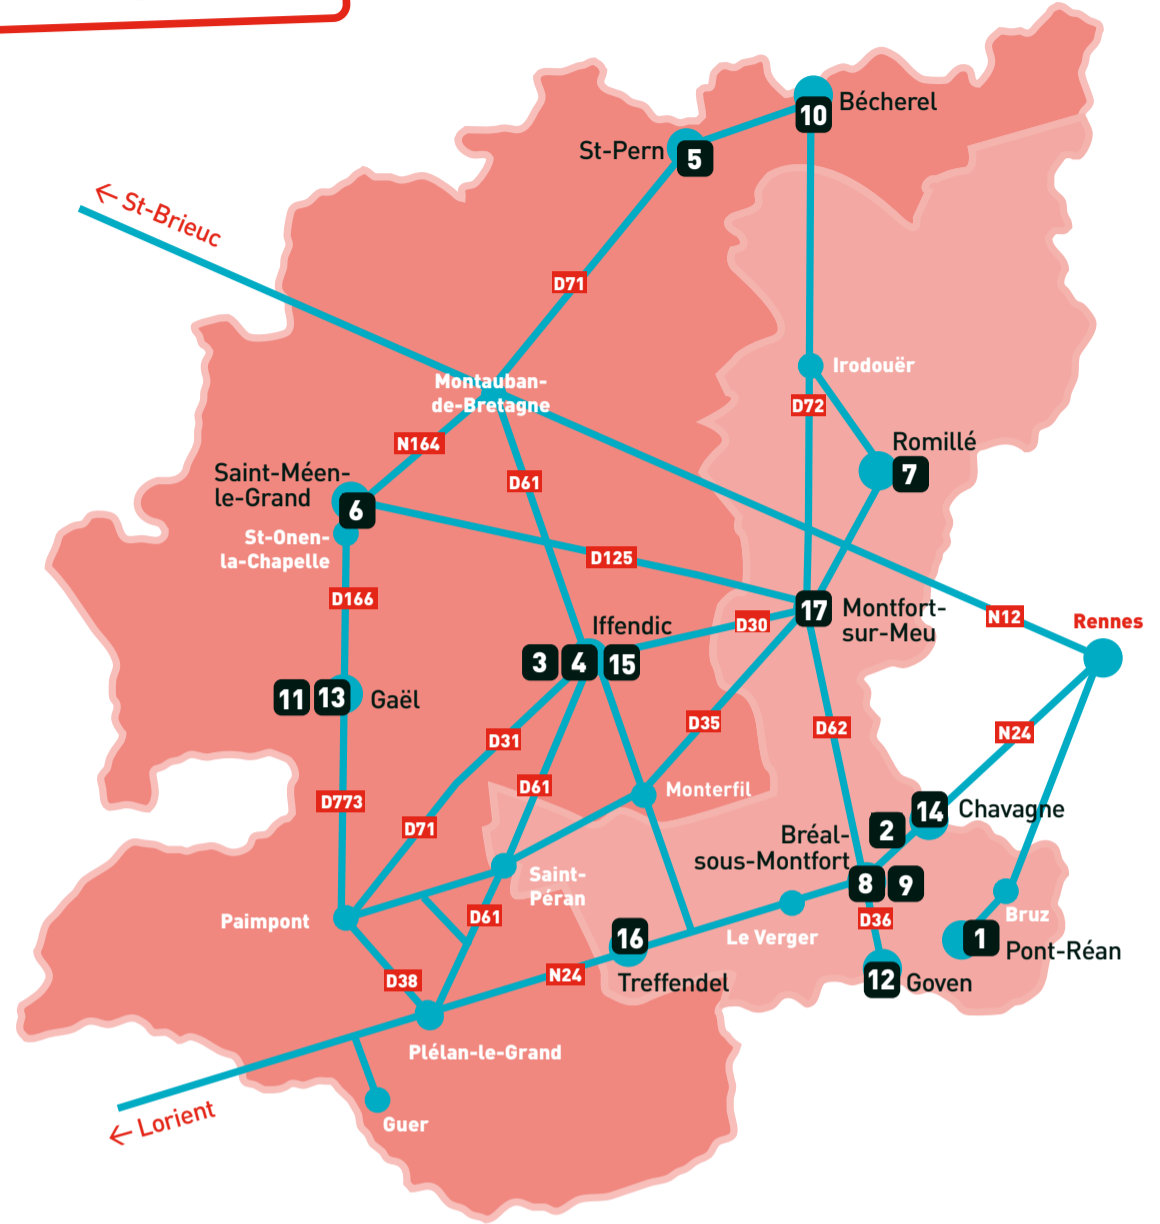 10
Bécherel
St-Pern
5
← St-Brieuc
D71
Irodouër
Montauban-
de-Bretagne
D72
N164
Romillé
7
Saint-Méen-
le-Grand
D61
6
St-Onen-
la-Chapelle
D125
D166
17
Montfort-
sur-Meu
N12
Rennes
Iffendic
D30
3
4
15
11
13
Gaël
D35
D62
N24
D31
D61
Monterfil
D773
14
Chavagne
D71
2
Bréal-
sous-Montfort
Saint-
Péran
8
9
D61
D36
Bruz
Paimpont
Le Verger
16
1
Pont-Réan
D38
N24
Treffendel
12
Goven
Plélan-le-Grand
← Lorient
Guer